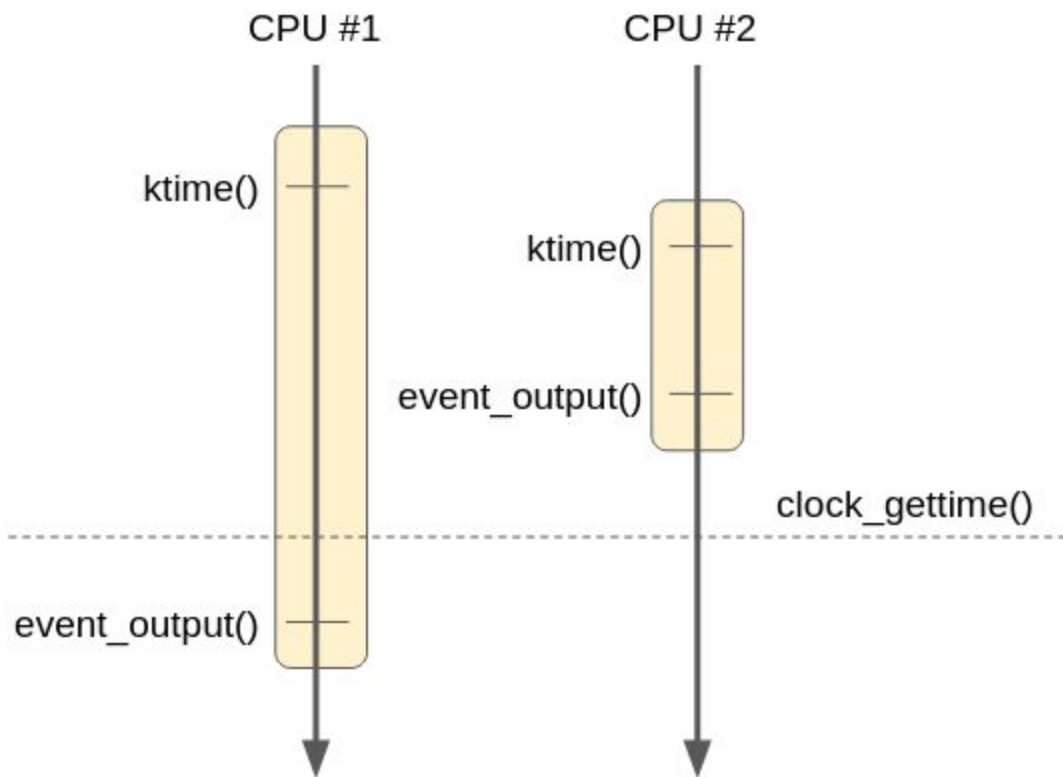 CPU #1
CPU #2
ktime()
ktime()
event_output()
clock_gettime()
event_output()